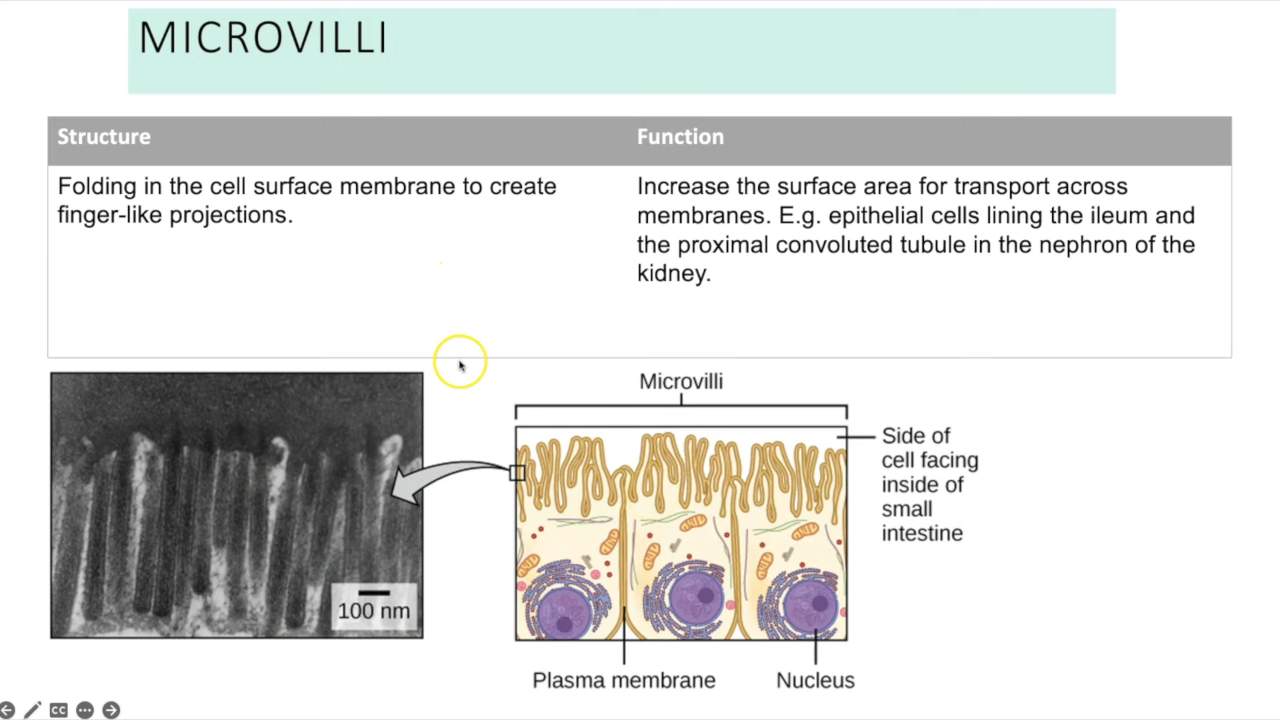 MICROVILLI
Structure
Function
Folding in the cell surface membrane to create
finger-like projections.
Increase the surface area for transport across
membranes. E.g. epithelial cells lining the ileum and
the proximal convoluted tubule in the nephron of the
kidney.
100 nm
Microvilli
Side of
cell facing
inside of
small
intestine
Plasma membrane
Nucleus
CC